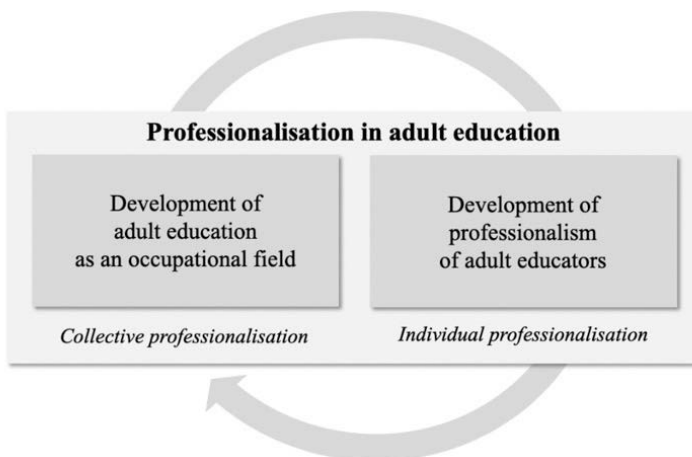 Professionalisation in adult education
Development of
adult education
as an occupational field
Development of
professionalism
of adult educators
Collective professionalisation
Individual professionalisation